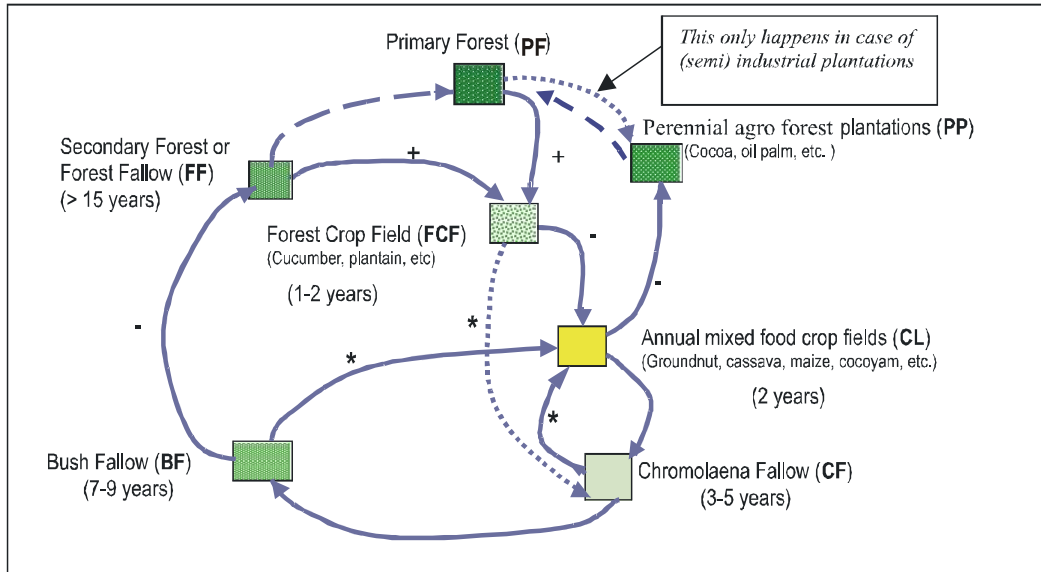 Primary Forest (PF)
This only happens in case of
(semi) industrial plantations
Secondary Forest or
Forest Fallow (FF)
(> 15 years)
+
+
Perennial agro forest plantations (PP)
(Cocoa, oil palm, etc. )
Forest Crop Field (FCF)
(Cucumber, plantain, etc)
(1-2 years)
-
-
-
*
*
*
Annual mixed food crop fields (CL)
(Groundnut, cassava, maize, cocoyam, etc.)
(2 years)
Bush Fallow (BF)
(7-9 years)
Chromolaena Fallow (CF)
(3-5 years)